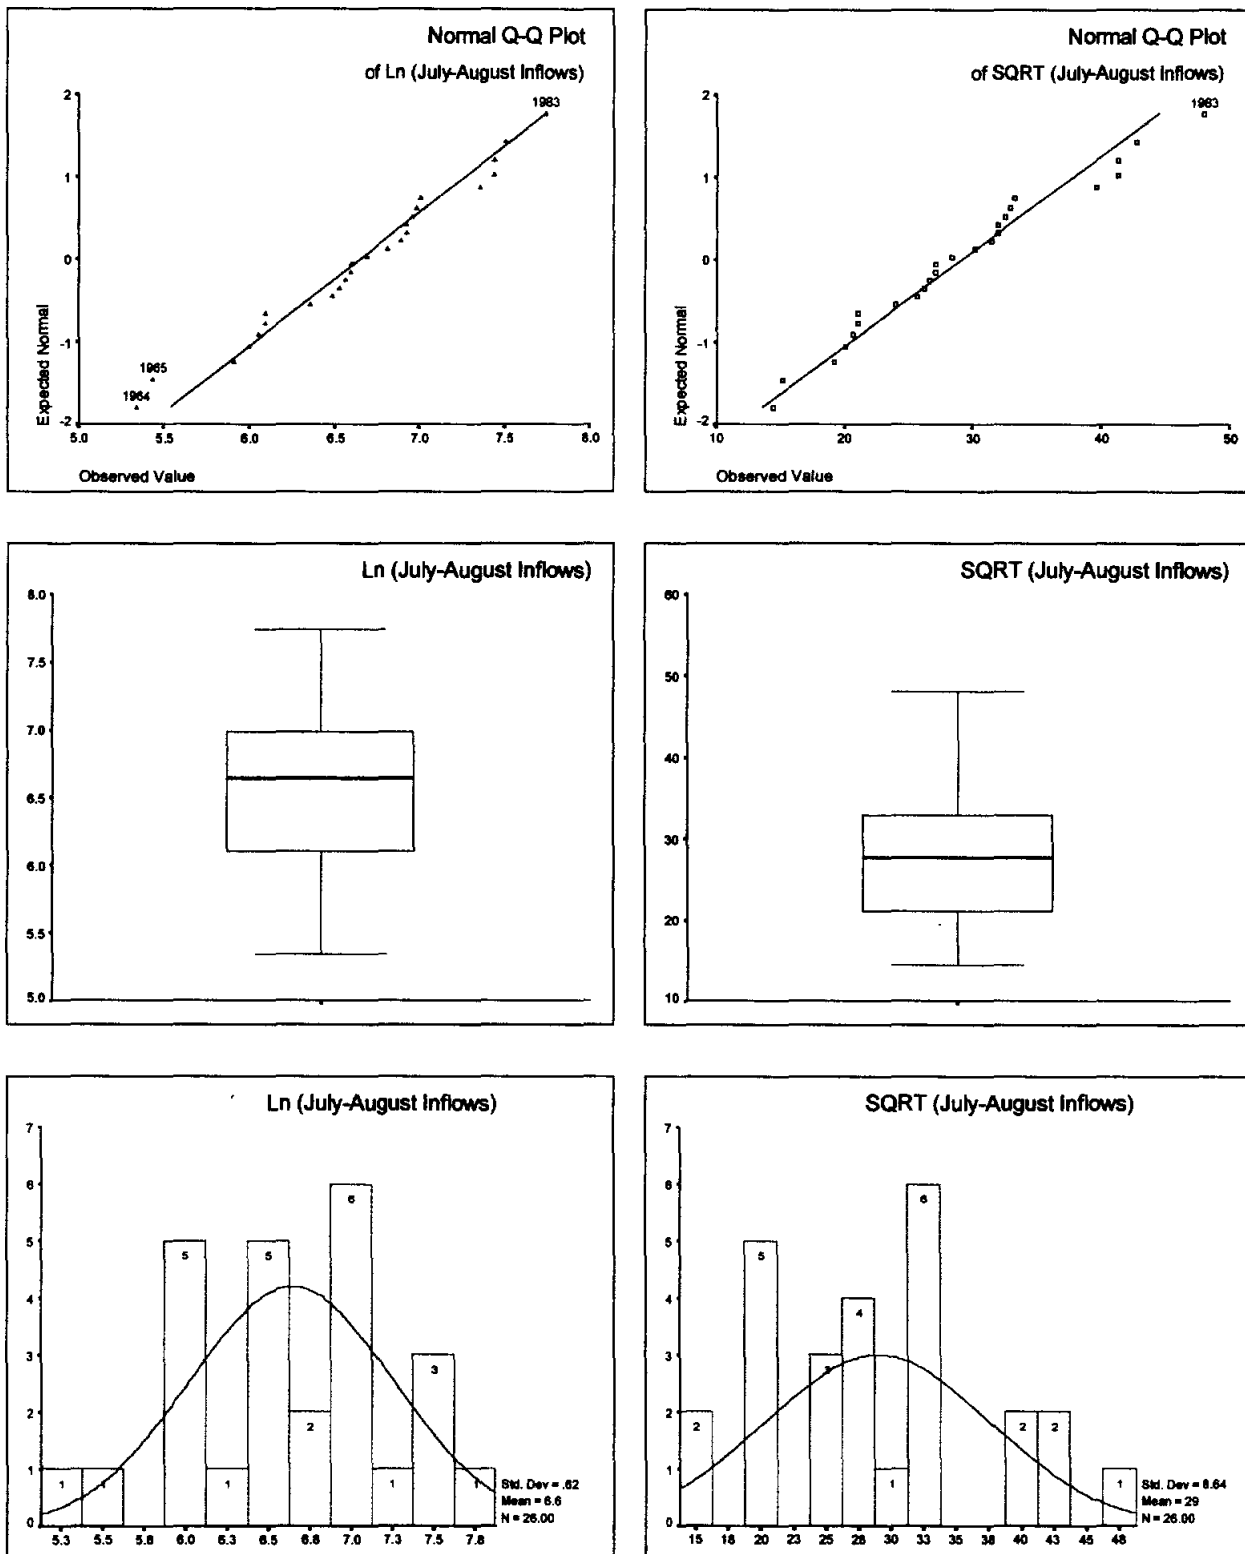 Normal Q-Q Plot
of Ln (July-August Inflows)
2
1
0
-1
-2
Expected Normal
1983
1965
1964
5.0 5.5 6.0 6.5 7.0 7.5 8.0
Observed Value
Normal Q-Q Plot
of SQRT (July-August Inflows)
2
1
0
-1
-2
Expected Normal
1983
10 20 30 40 50
Observed Value
Ln (July-August Inflows)
8.0
7.5
7.0
6.5
6.0
5.5
5.0
SQRT (July-August Inflows)
60
50
40
30
20
10
Ln (July-August Inflows)
7
6
5
4
3
2
1
0
1 1 5 1 5 2 6 1 3 1
Std. Dev = .62
Mean = 6.6
N = 26.00
5.3 5.5 5.8 6.0 6.3 6.5 6.8 7.0 7.3 7.5 7.8
SQRT (July-August Inflows)
7
6
5
4
3
2
1
0
2 5 3 4 1 6 2 2 1
Std. Dev = 8.64
Mean = 29
N = 26.00
15 18 20 23 25 28 30 33 35 38 40 43 45 48